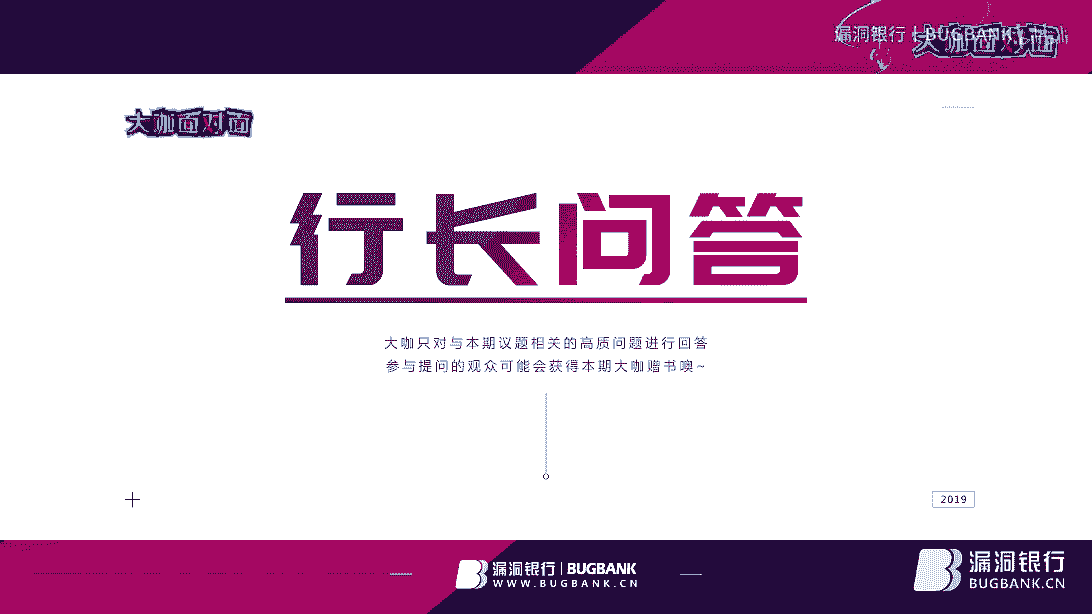 漏洞银行 | BUGBANK
大咖面对面
大咖面对面
行长问答
大咖只对与本期议题相关的高质问题进行回答
参与提问的观众可能会获得本期大咖赠书噢~
2019
漏洞银行 | BUGBANK
WWW.BUGBANK.CN
漏洞银行
BUGBANK.CN